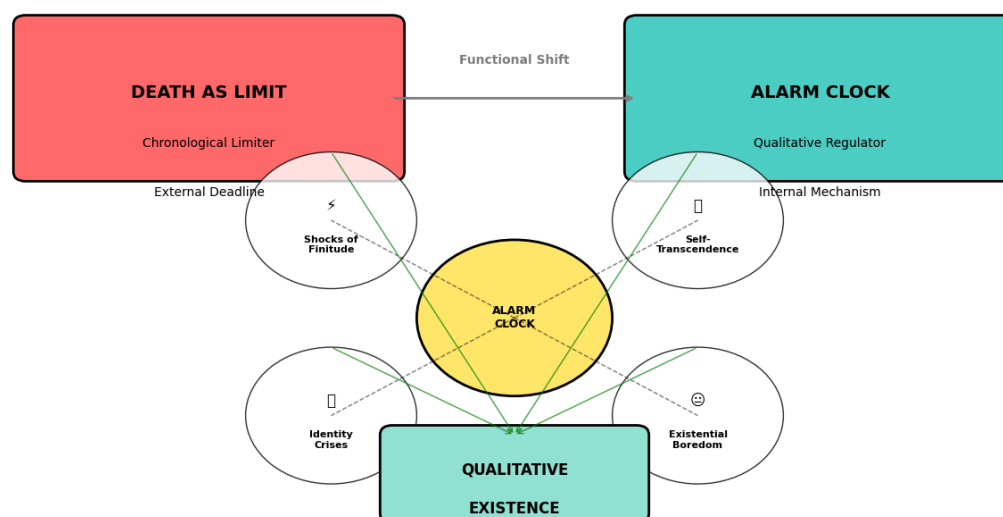 Functional Shift
DEATH AS LIMIT
ALARM CLOCK
Chronological Limiter
Qualitative Regulator
External Deadline
Internal Mechanism
Shocks of
Finitude
Self-
Transcendence
ALARM
CLOCK
Identity
Crises
Existential
Boredom
QUALITATIVE
EXISTENCE